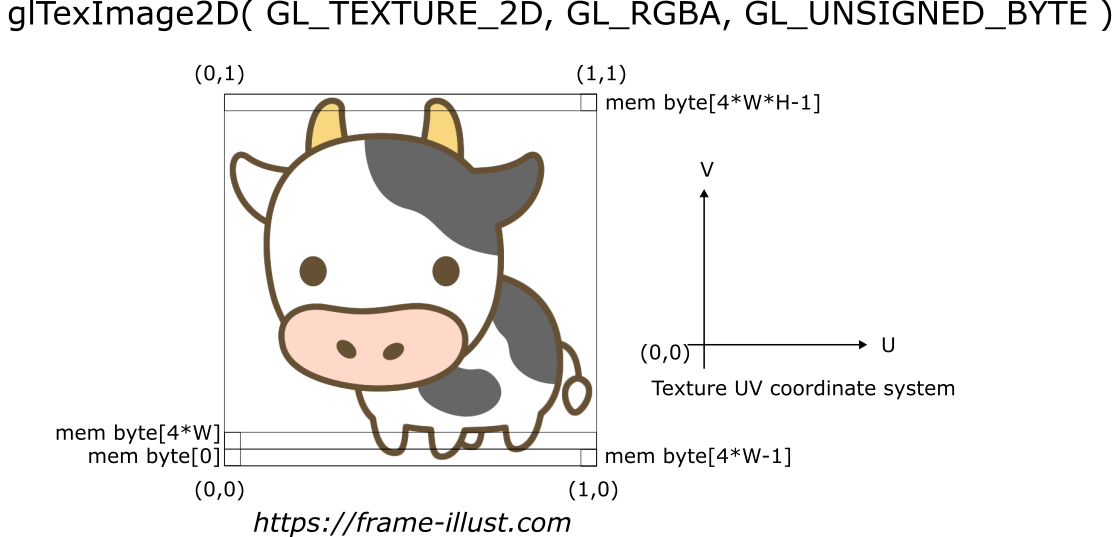 glTexImage2D( GL_TEXTURE_2D, GL_RGBA, GL_UNSIGNED_BYTE )
(0,1)
(1,1)
mem byte[4*W*H-1]
V
(0,0)
U
Texture UV coordinate system
mem byte[4*W]
mem byte[0]
mem byte[4*W-1]
(0,0)
(1,0)
https://frame-illust.com